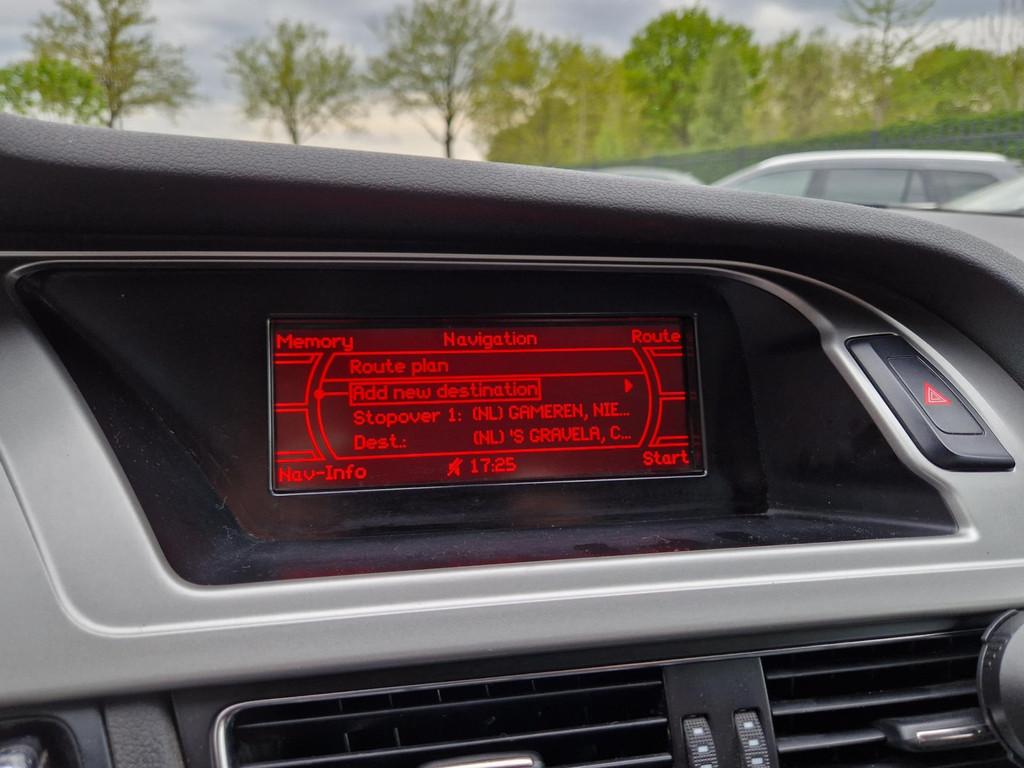 Memory Navigation Route
Route plan
Add new destination
Stopover 1: (NL) GAMEREN, NIE...
Dest.: (NL) 'S GRAVELA, C...
Nav-Info 17:25 Start